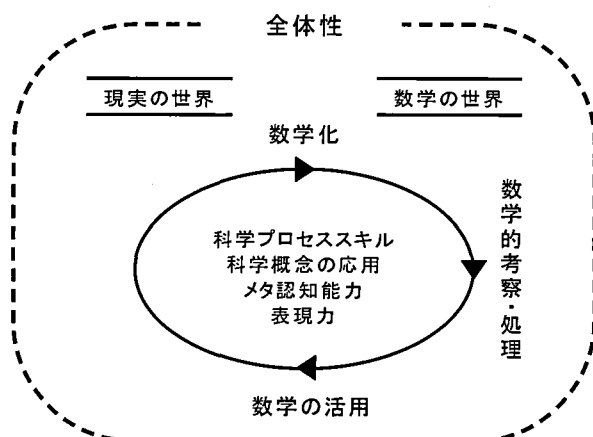 全体性
現実の世界
数学の世界
数学化
数学的考察・処理
科学プロセススキル
科学概念の応用
メタ認知能力
表現力
数学の活用